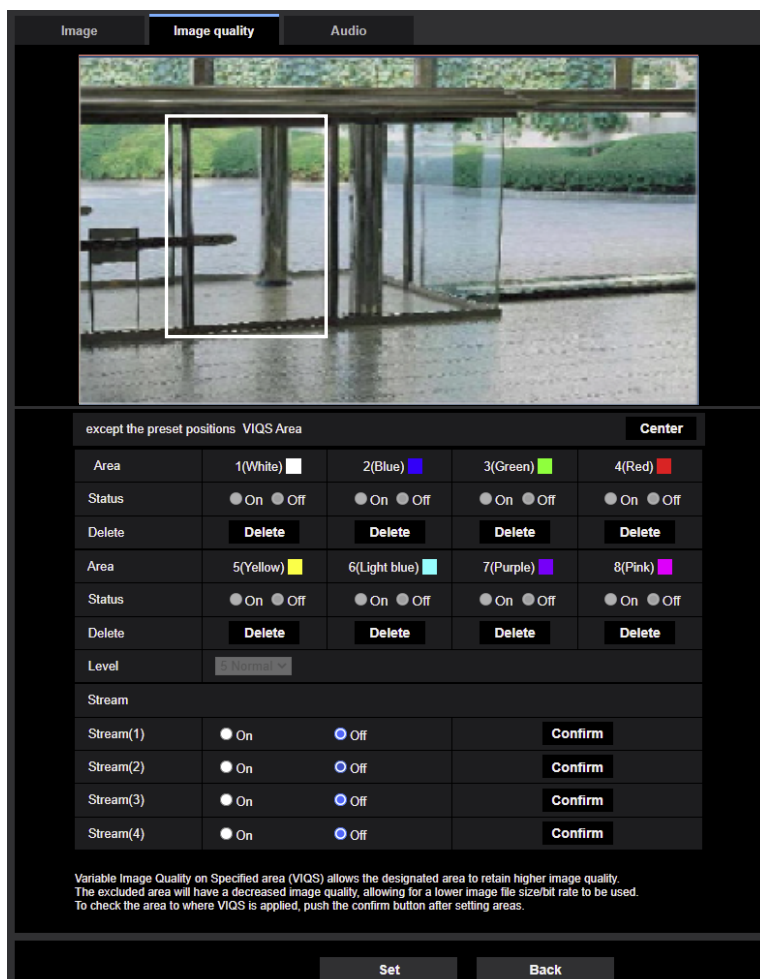 Image Image quality Audio
except the preset positions VIQS Area Center
Area 1(White) 2(Blue) 3(Green) 4(Red)
Status On Off On Off On Off On Off
Delete Delete Delete Delete Delete
Area 5(Yellow) 6(Light blue) 7(Purple) 8(Pink)
Status On Off On Off On Off On Off
Delete Delete Delete Delete Delete
Level 5 Normal
Stream
Stream(1) On Off Confirm
Stream(2) On Off Confirm
Stream(3) On Off Confirm
Stream(4) On Off Confirm
Variable Image Quality on Specified area (VIQS) allows the designated area to retain higher image quality.
The excluded area will have a decreased image quality, allowing for a lower image file size/bit rate to be used.
To check the area to where VIQS is applied, push the confirm button after setting areas.
Set Back